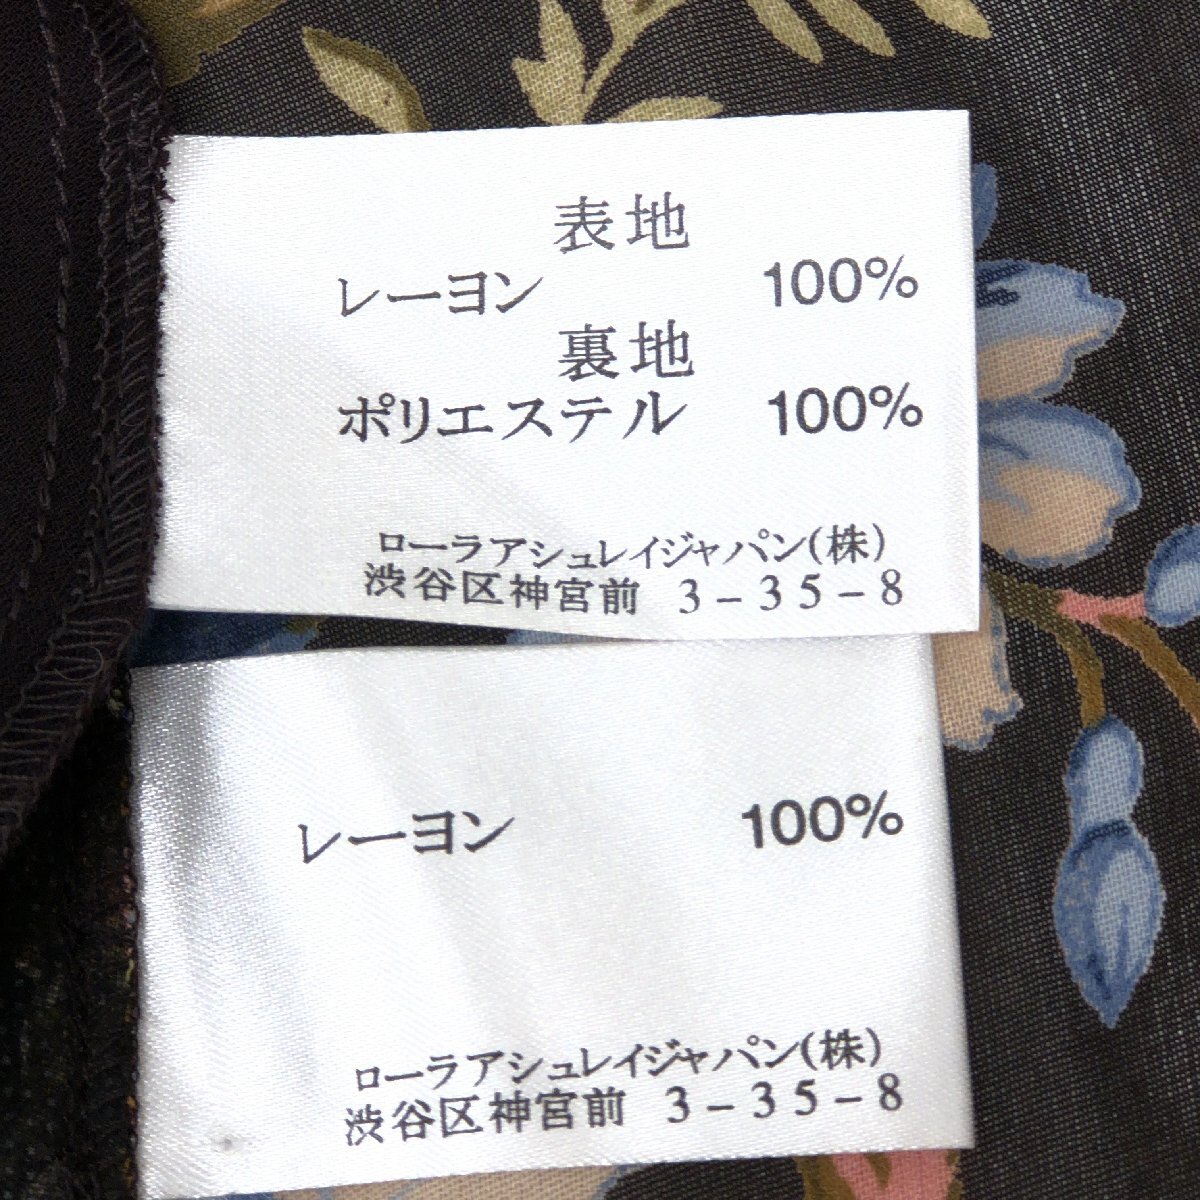 表地
レーヨン 100%
裏地
ポリエステル 100%
ローラアシュレイジャパン(株)
渋谷区神宮前 3-35-8
レーヨン 100%
ローラアシュレイジャパン(株)
渋谷区神宮前 3-35-8